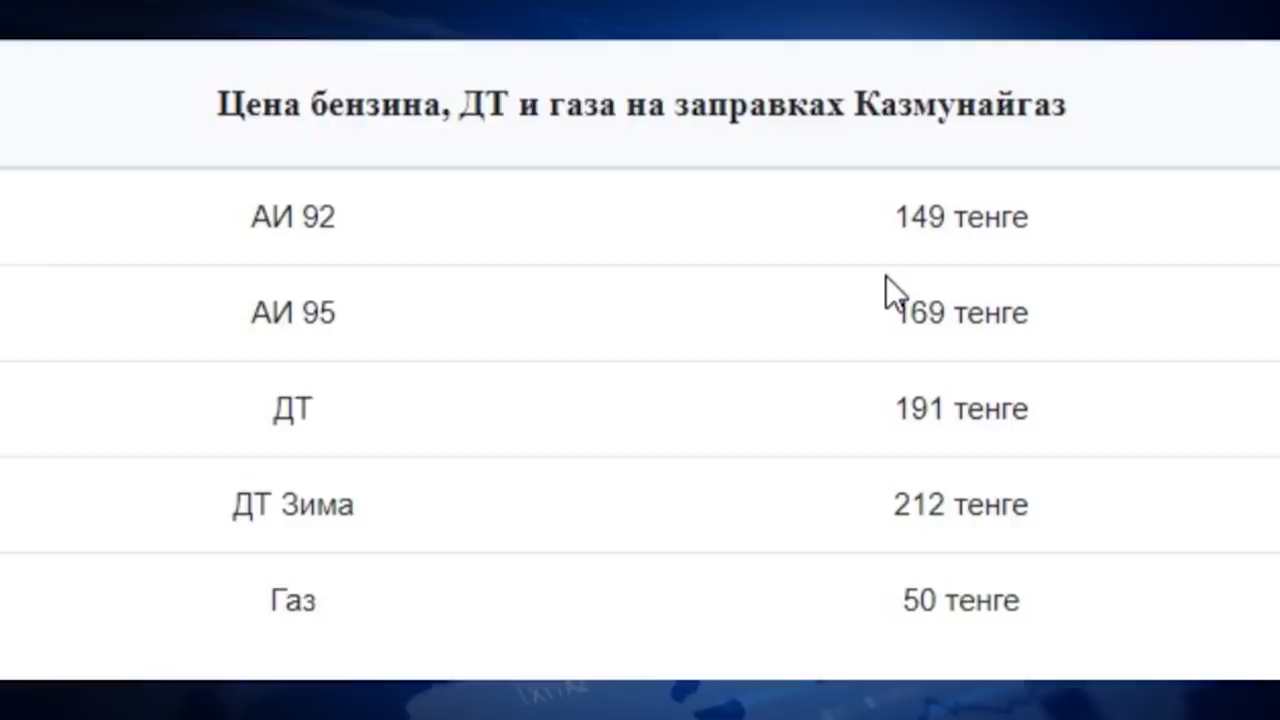 Цена бензина, ДТ и газа на заправках Казмунайгаз
АИ 92 149 тенге
АИ 95 169 тенге
ДТ 191 тенге
ДТ Зима 212 тенге
Газ 50 тенге